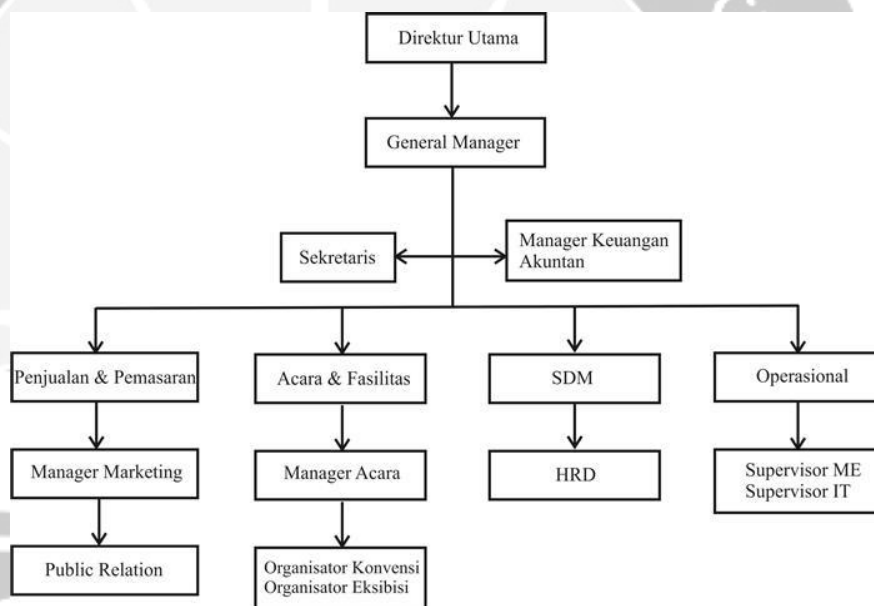 Direktur Utama
General Manager
Sekretaris
Manager Keuangan
Akuntan
Penjualan & Pemasaran
Acara & Fasilitas
SDM
Operasional
Manager Marketing
Manager Acara
HRD
Supervisor ME
Supervisor IT
Public Relation
Organisator Konvensi
Organisator Eksibisi